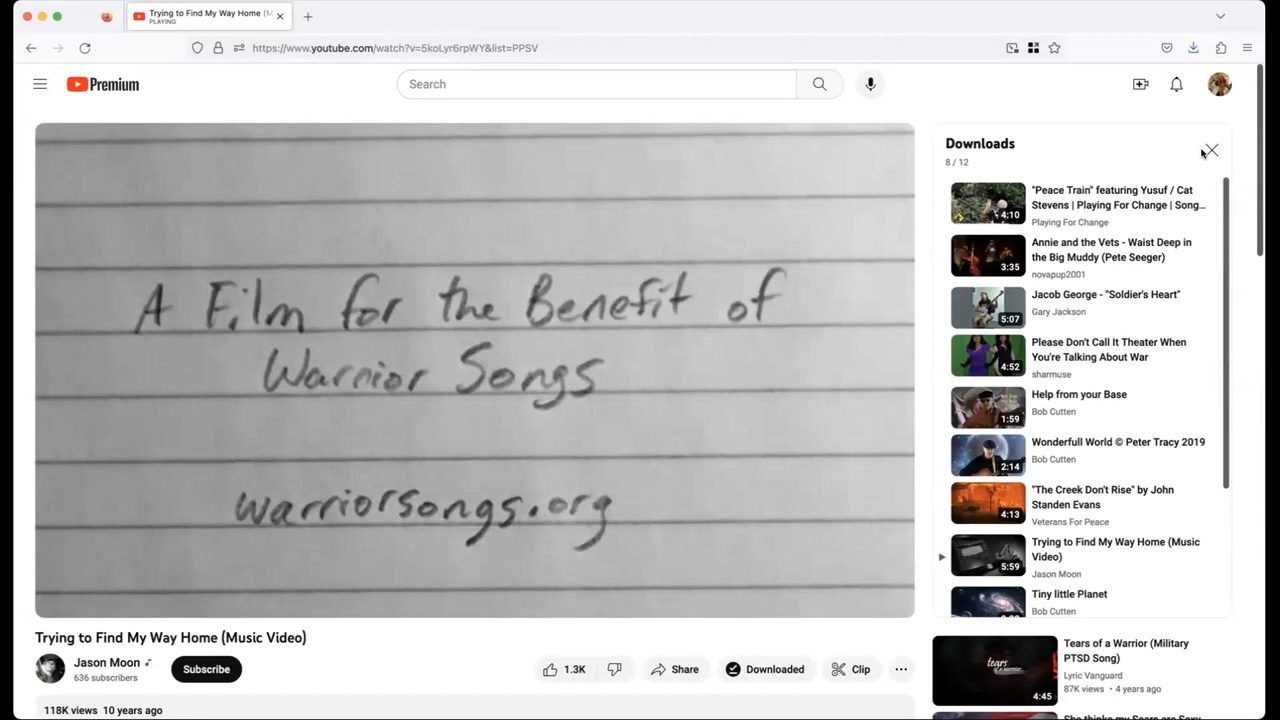 Trying to Find My Way Home (M
PLAYING
https://www.youtube.com/watch?v=5koLyr6rpWY&list=PPSV
Premium
Search
A Film for the Benefit of
Warrior Songs
warriorsongs.org
Trying to Find My Way Home (Music Video)
Jason Moon
636 subscribers
Subscribe
1.3K
Share
Downloaded
Clip
118K views 10 years ago
Downloads
8 / 12
"Peace Train" featuring Yusuf / Cat
Stevens | Playing For Change | Song...
Playing For Change
4:10
Annie and the Vets - Waist Deep in
the Big Muddy (Pete Seeger)
novapup2001
3:35
Jacob George - "Soldier's Heart"
Gary Jackson
5:07
Please Don't Call It Theater When
You're Talking About War
sharmuse
4:52
Help from your Base
Bob Cutten
1:59
Wonderfull World © Peter Tracy 2019
Bob Cutten
2:14
"The Creek Don't Rise" by John
Standen Evans
Veterans For Peace
4:13
Trying to Find My Way Home (Music
Video)
Jason Moon
5:59
Tiny little Planet
Bob Cutten
Tears of a Warrior (Military
PTSD Song)
Lyric Vanguard
87K views • 4 years ago
tears
of a warrior
4:45